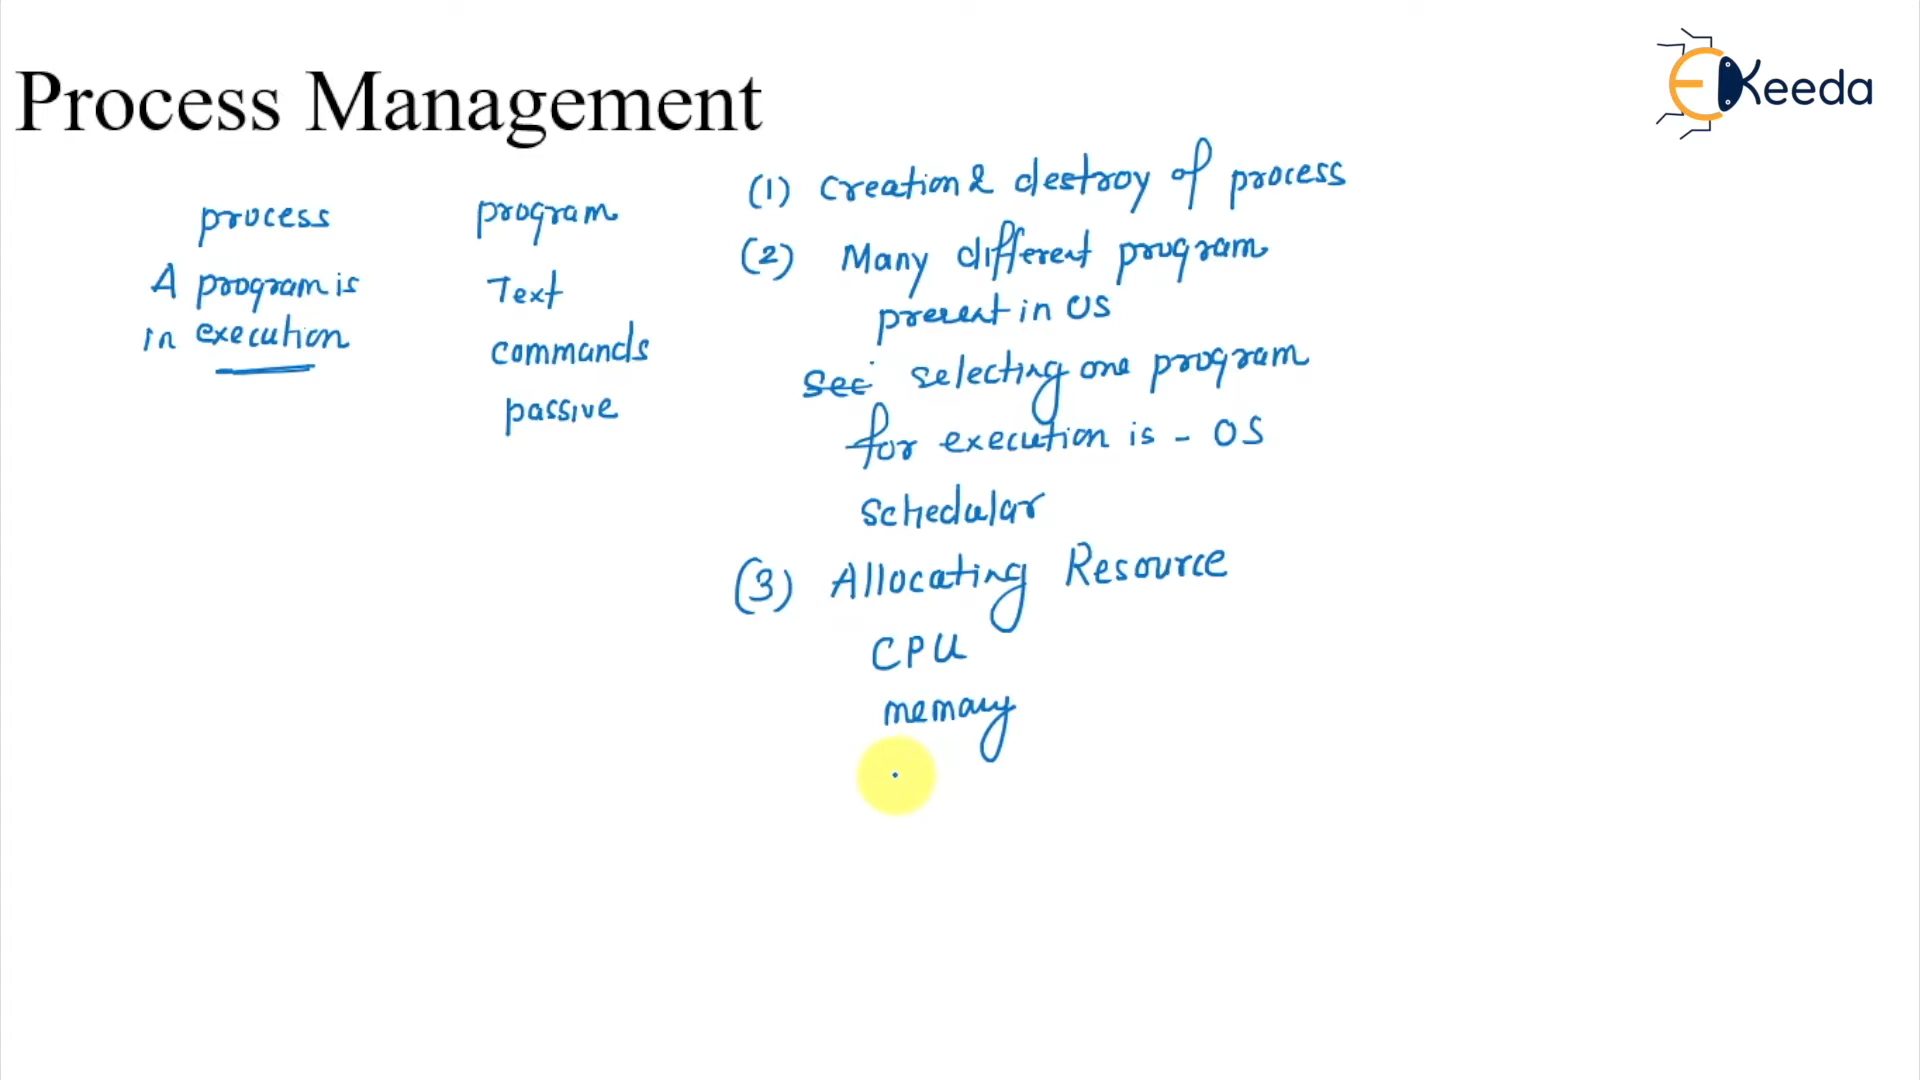 Process Management
EKeeda
process
A program is
in execution
program
Text
commands
passive
(1) creation & destroy of process
(2) Many different program
present in OS
sec selecting one program
for execution is - OS
schedular
(3) Allocating Resource
CPU
memory